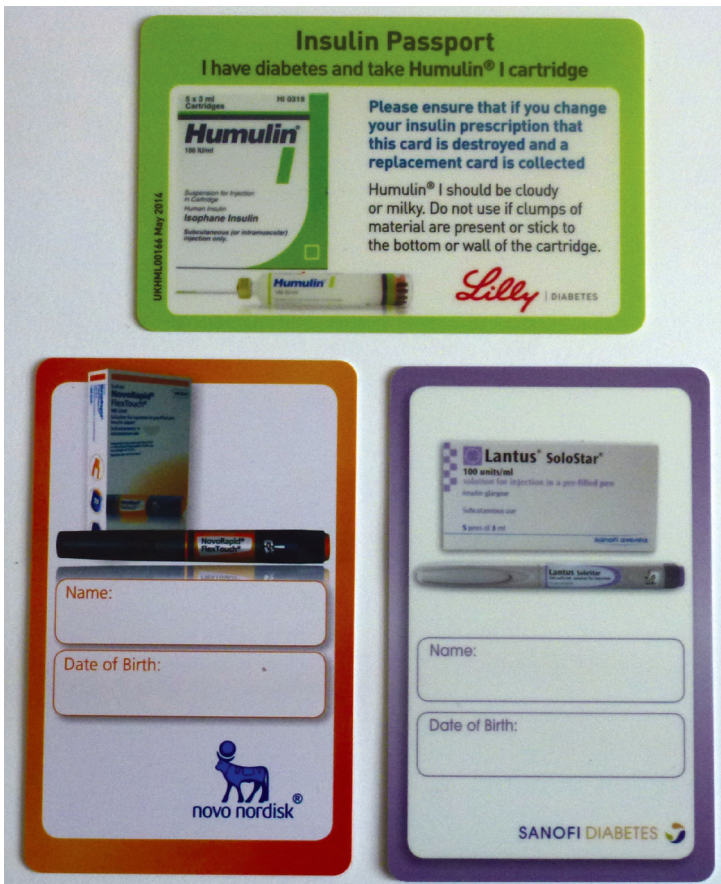 Insulin Passport
I have diabetes and take Humulin® I cartridge
5 x 3 ml
Cartridges
HI 0319
Humulin®
100 IU/ml
I
Suspension for Injection
in Cartridge
Human Insulin
Isophane Insulin
Subcutaneous (or intramuscular)
injection only.
Humulin I
UKHML00166 May 2014
Please ensure that if you change
your insulin prescription that
this card is destroyed and a
replacement card is collected
Humulin® I should be cloudy
or milky. Do not use if clumps of
material are present or stick to
the bottom or wall of the cartridge.
Lilly | DIABETES
NovoRapid®
FlexTouch®
NovoRapid®
FlexTouch®
Name:
Date of Birth:
novo nordisk®
Lantus® SoloStar®
100 units/ml
solution for injection in a pre-filled pen
insulin glargine
Subcutaneous use
5 pens of 3 ml
sanofi aventis
Lantus SoloStar
Name:
Date of Birth:
SANOFI DIABETES